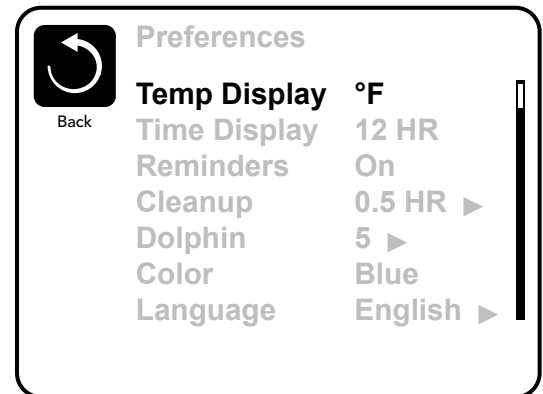 Preferences
Back
Temp Display °F
Time Display 12 HR
Reminders On
Cleanup 0.5 HR ▶
Dolphin 5 ▶
Color Blue
Language English ▶